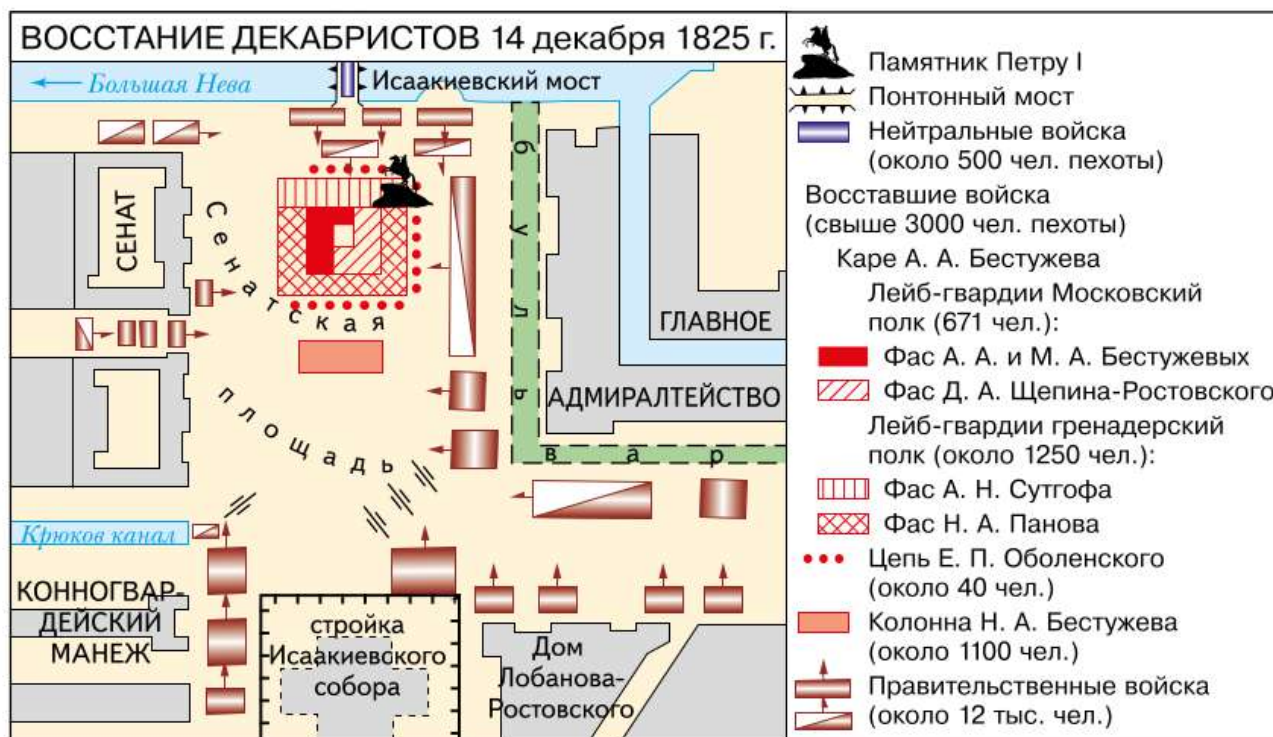 ВОССТАНИЕ ДЕКАБРИСТОВ 14 декабря 1825 г.
Большая Нева
Исаакиевский мост
СЕНАТ
Сенатская
площадь
бульвар
ГЛАВНОЕ
АДМИРАЛТЕЙСТВО
Крюков канал
КОННОГВАР-
ДЕЙСКИЙ
МАНЕЖ
стройка
Исаакиевского
собора
Дом
Лобанова-
Ростовского
Памятник Петру I
Понтонный мост
Нейтральные войска
(около 500 чел. пехоты)
Восставшие войска
(свыше 3000 чел. пехоты)
Каре А. А. Бестужева
Лейб-гвардии Московский
полк (671 чел.):
Фас А. А. и М. А. Бестужевых
Фас Д. А. Щепина-Ростовского
Лейб-гвардии гренадерский
полк (около 1250 чел.):
Фас А. Н. Сутгофа
Фас Н. А. Панова
Цепь Е. П. Оболенского
(около 40 чел.)
Колонна Н. А. Бестужева
(около 1100 чел.)
Правительственные войска
(около 12 тыс. чел.)